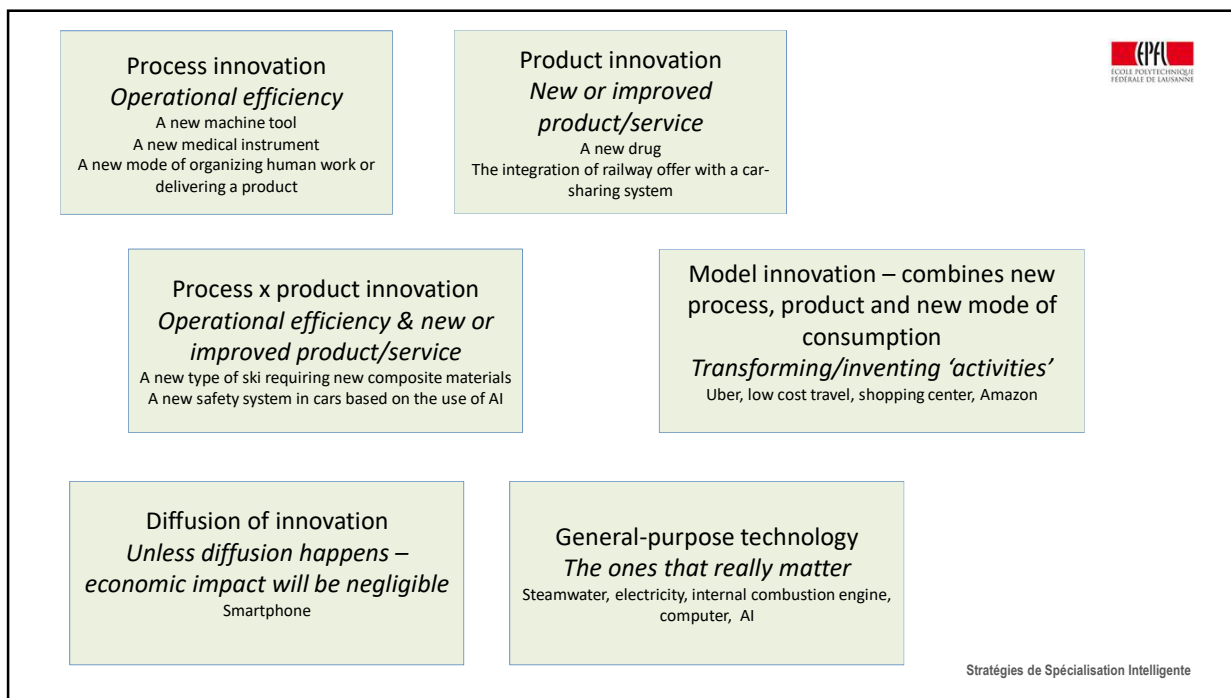 Process innovation
Operational efficiency
A new machine tool
A new medical instrument
A new mode of organizing human work or
delivering a product
Product innovation
New or improved
product/service
A new drug
The integration of railway offer with a car-
sharing system
EPFL
ECOLE POLYTECHNIQUE
FÉDÉRALE DE LAUSANNE
Process x product innovation
Operational efficiency & new or
improved product/service
A new type of ski requiring new composite materials
A new safety system in cars based on the use of AI
Model innovation – combines new
process, product and new mode of
consumption
Transforming/inventing ‘activities’
Uber, low cost travel, shopping center, Amazon
Diffusion of innovation
Unless diffusion happens –
economic impact will be negligible
Smartphone
General-purpose technology
The ones that really matter
Steamwater, electricity, internal combustion engine,
computer, AI
Stratégies de Spécialisation Intelligente